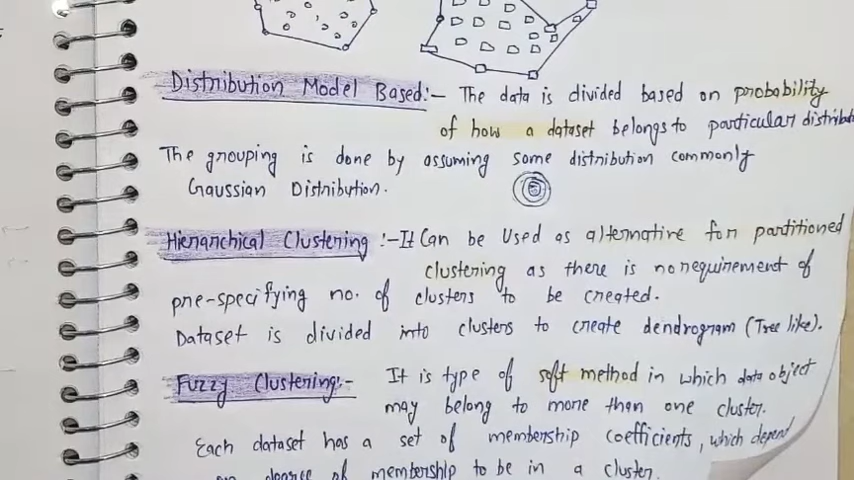 Distribution Model Based:- The data is divided based on probability
of how a dataset belongs to particular
The grouping is done by assuming some distribution commonly
Gaussian Distribution.
Hierarchical Clustering :- It Can be Used as alternative for partitioned
clustering as there is no requirement of
pre-specifying no. of clusters to be created.
Dataset is divided into clusters to create dendrogram (Tree like).
Fuzzy Clustering:- It is type of soft method in which data object
may belong to more than one cluster.
Each dataset has a set of membership coefficients, which depend
on degree of membership to be in a cluster.